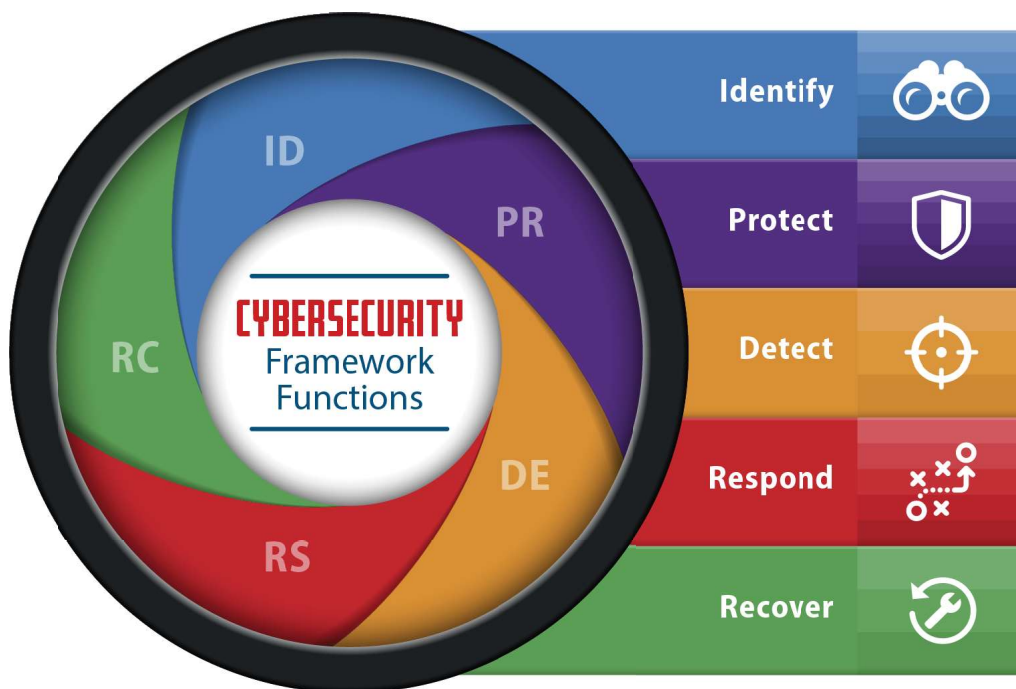 ID
PR
DE
RS
RC
CYBERSECURITY
Framework
Functions
Identify
Protect
Detect
Respond
Recover